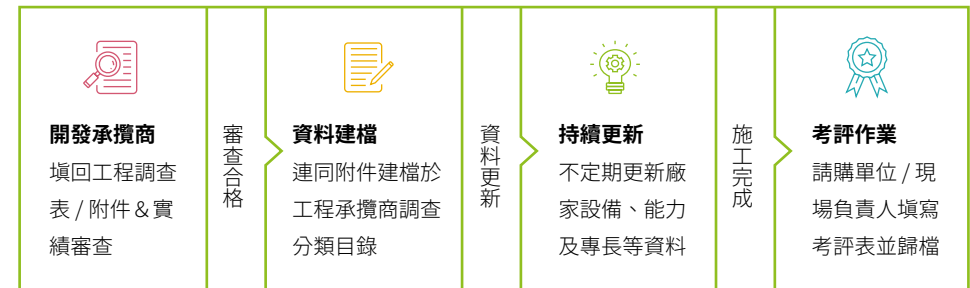 開發承攬商
填回工程調查
表 / 附件＆實
績審查
審查合格
資料建檔
連同附件建檔於
工程承攬商調查
分類目錄
資料更新
持續更新
不定期更新廠
家設備、能力
及專長等資料
施工完成
考評作業
請購單位 / 現
場負責人填寫
考評表並歸檔